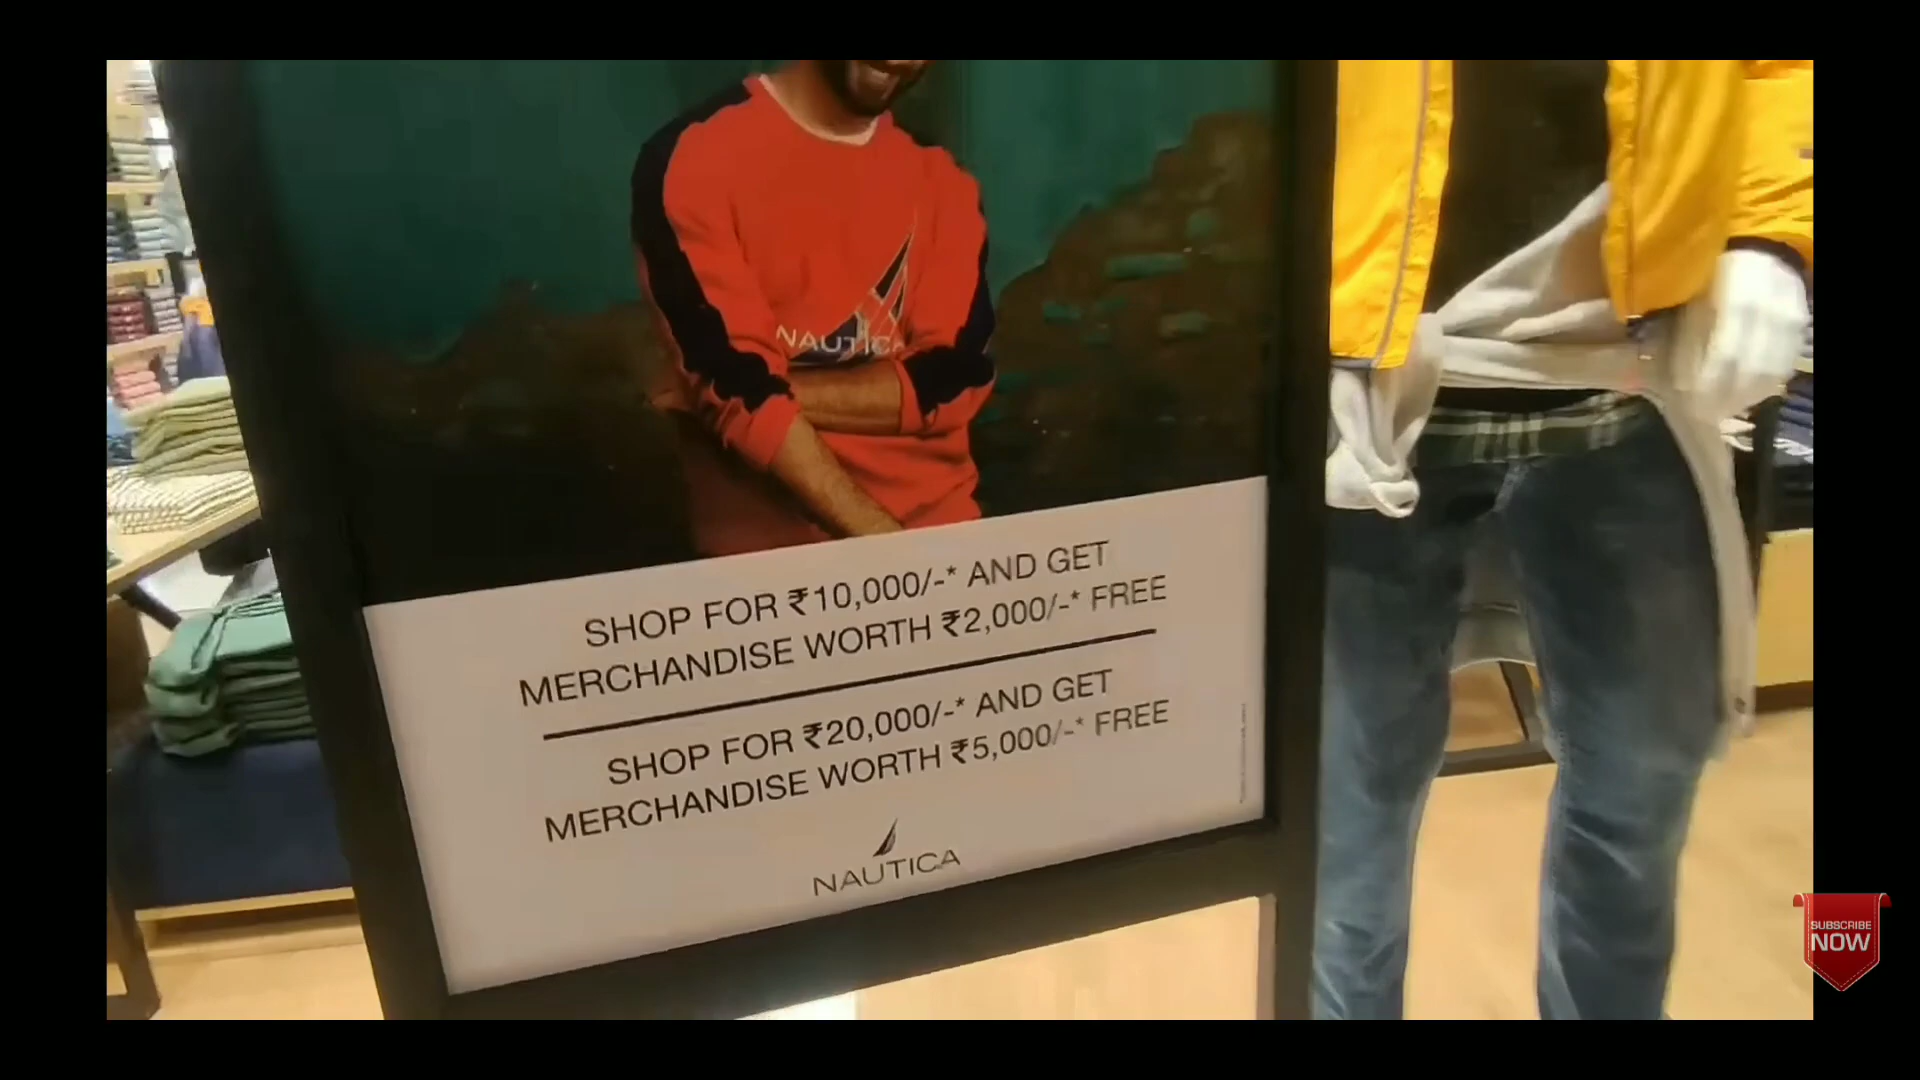 NAUTICA
SHOP FOR ₹10,000/-* AND GET
MERCHANDISE WORTH ₹2,000/-* FREE
SHOP FOR ₹20,000/-* AND GET
MERCHANDISE WORTH ₹5,000/-* FREE
NAUTICA
SUBSCRIBE
NOW